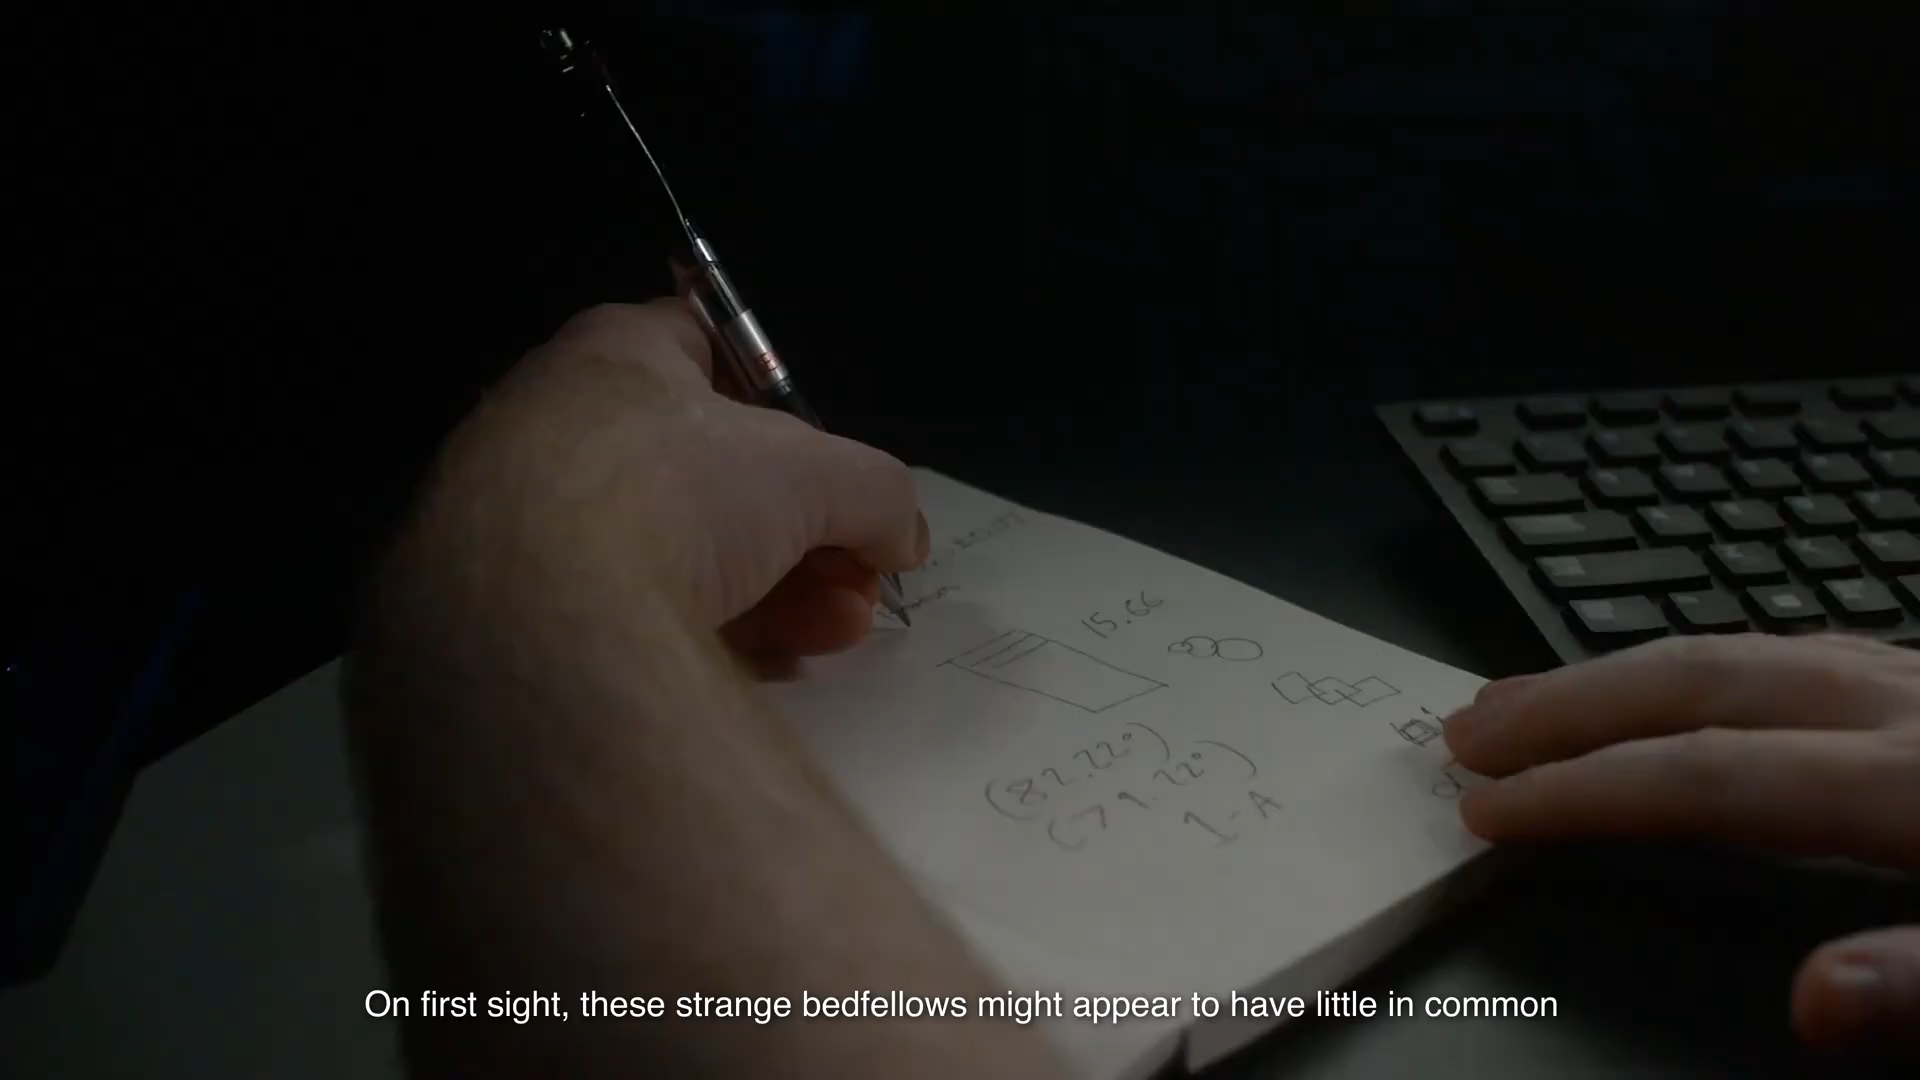 15.66
(82.22°)
(79.22°)
1-A
On first sight, these strange bedfellows might appear to have little in common